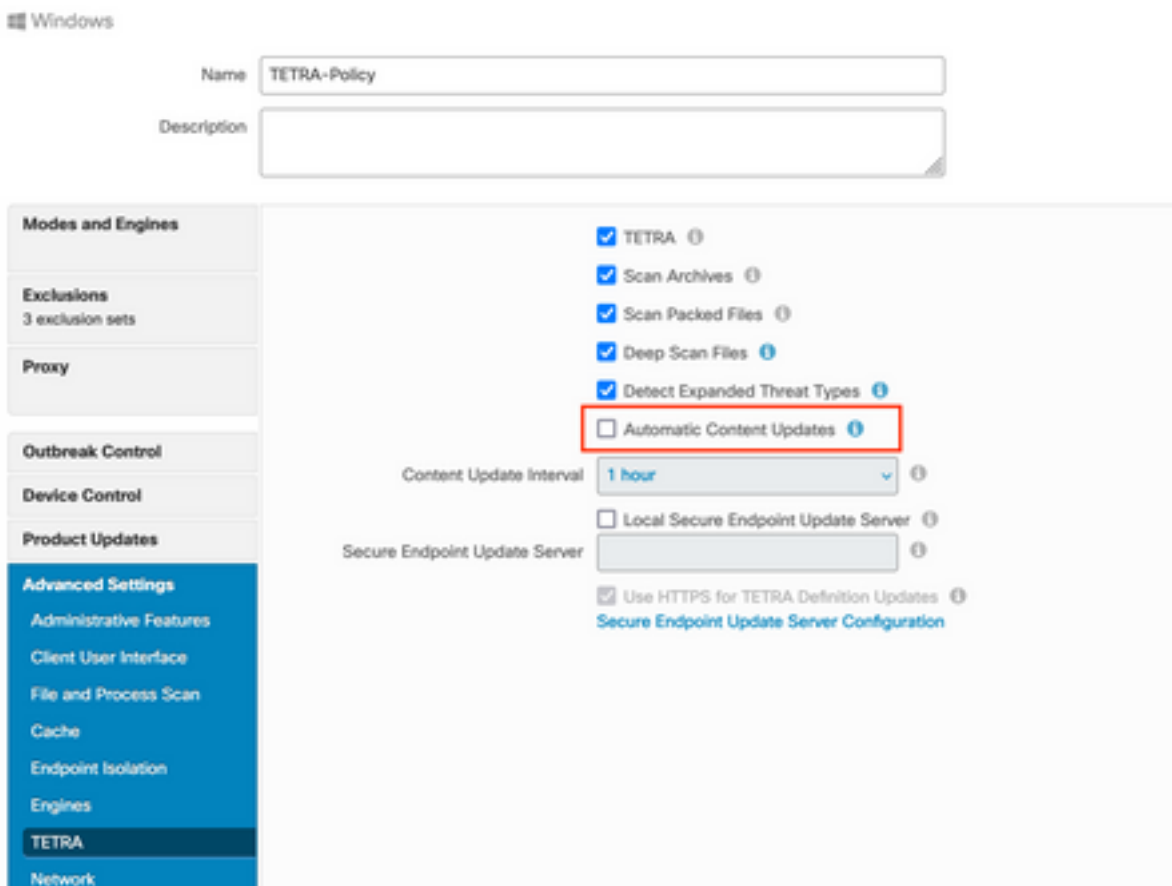 Windows
Name TETRA-Policy
Description
Modes and Engines
Exclusions
3 exclusion sets
Proxy
Outbreak Control
Device Control
Product Updates
Advanced Settings
Administrative Features
Client User Interface
File and Process Scan
Cache
Endpoint Isolation
Engines
TETRA
Network
TETRA
Scan Archives
Scan Packed Files
Deep Scan Files
Detect Expanded Threat Types
Automatic Content Updates
Content Update Interval 1 hour
Local Secure Endpoint Update Server
Secure Endpoint Update Server
Use HTTPS for TETRA Definition Updates
Secure Endpoint Update Server Configuration